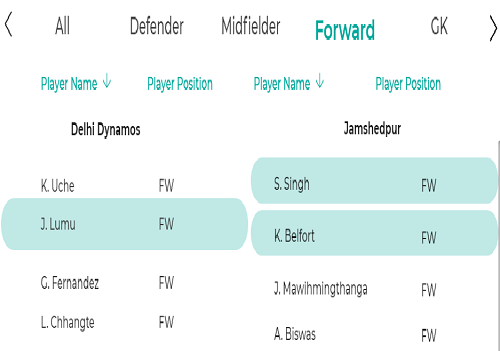 All Defender Midfielder Forward GK
Player Name ↓ Player Position Player Name ↓ Player Position
Delhi Dynamos Jamshedpur
K. Uche FW S. Singh FW
J. Lumu FW K. Belfort FW
G. Fernandez FW J. Mawihmingthanga FW
L. Chhangte FW A. Biswas FW